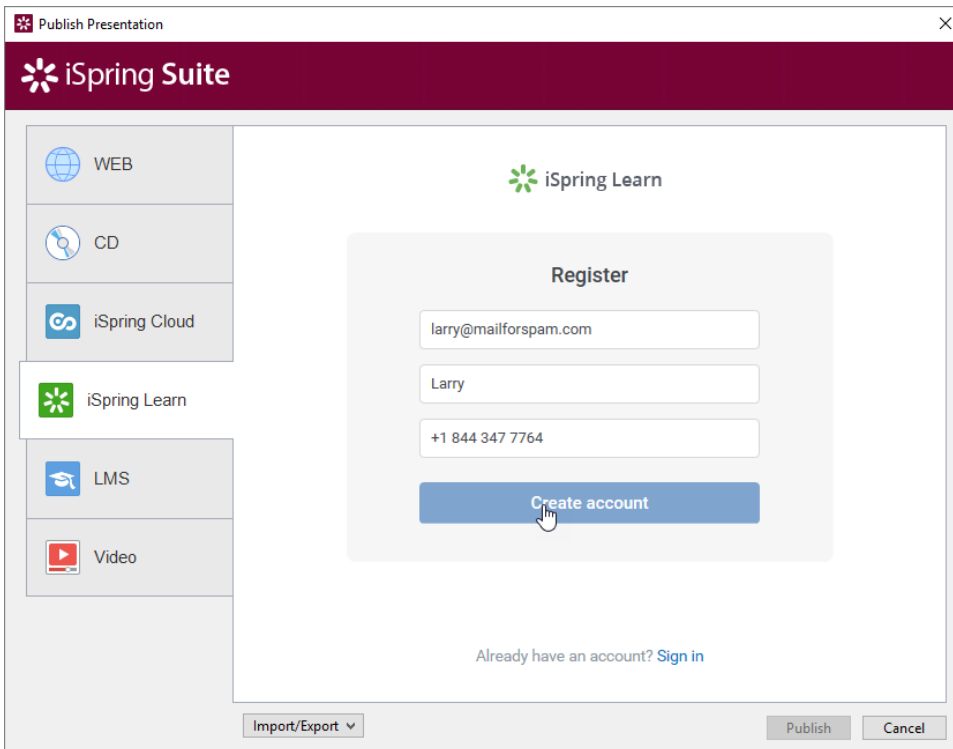 Publish Presentation
iSpring Suite
WEB
CD
iSpring Cloud
iSpring Learn
LMS
Video
iSpring Learn
Register
larry@mailforspam.com
Larry
+1 844 347 7764
Create account
Already have an account? Sign in
Import/Export
Publish
Cancel